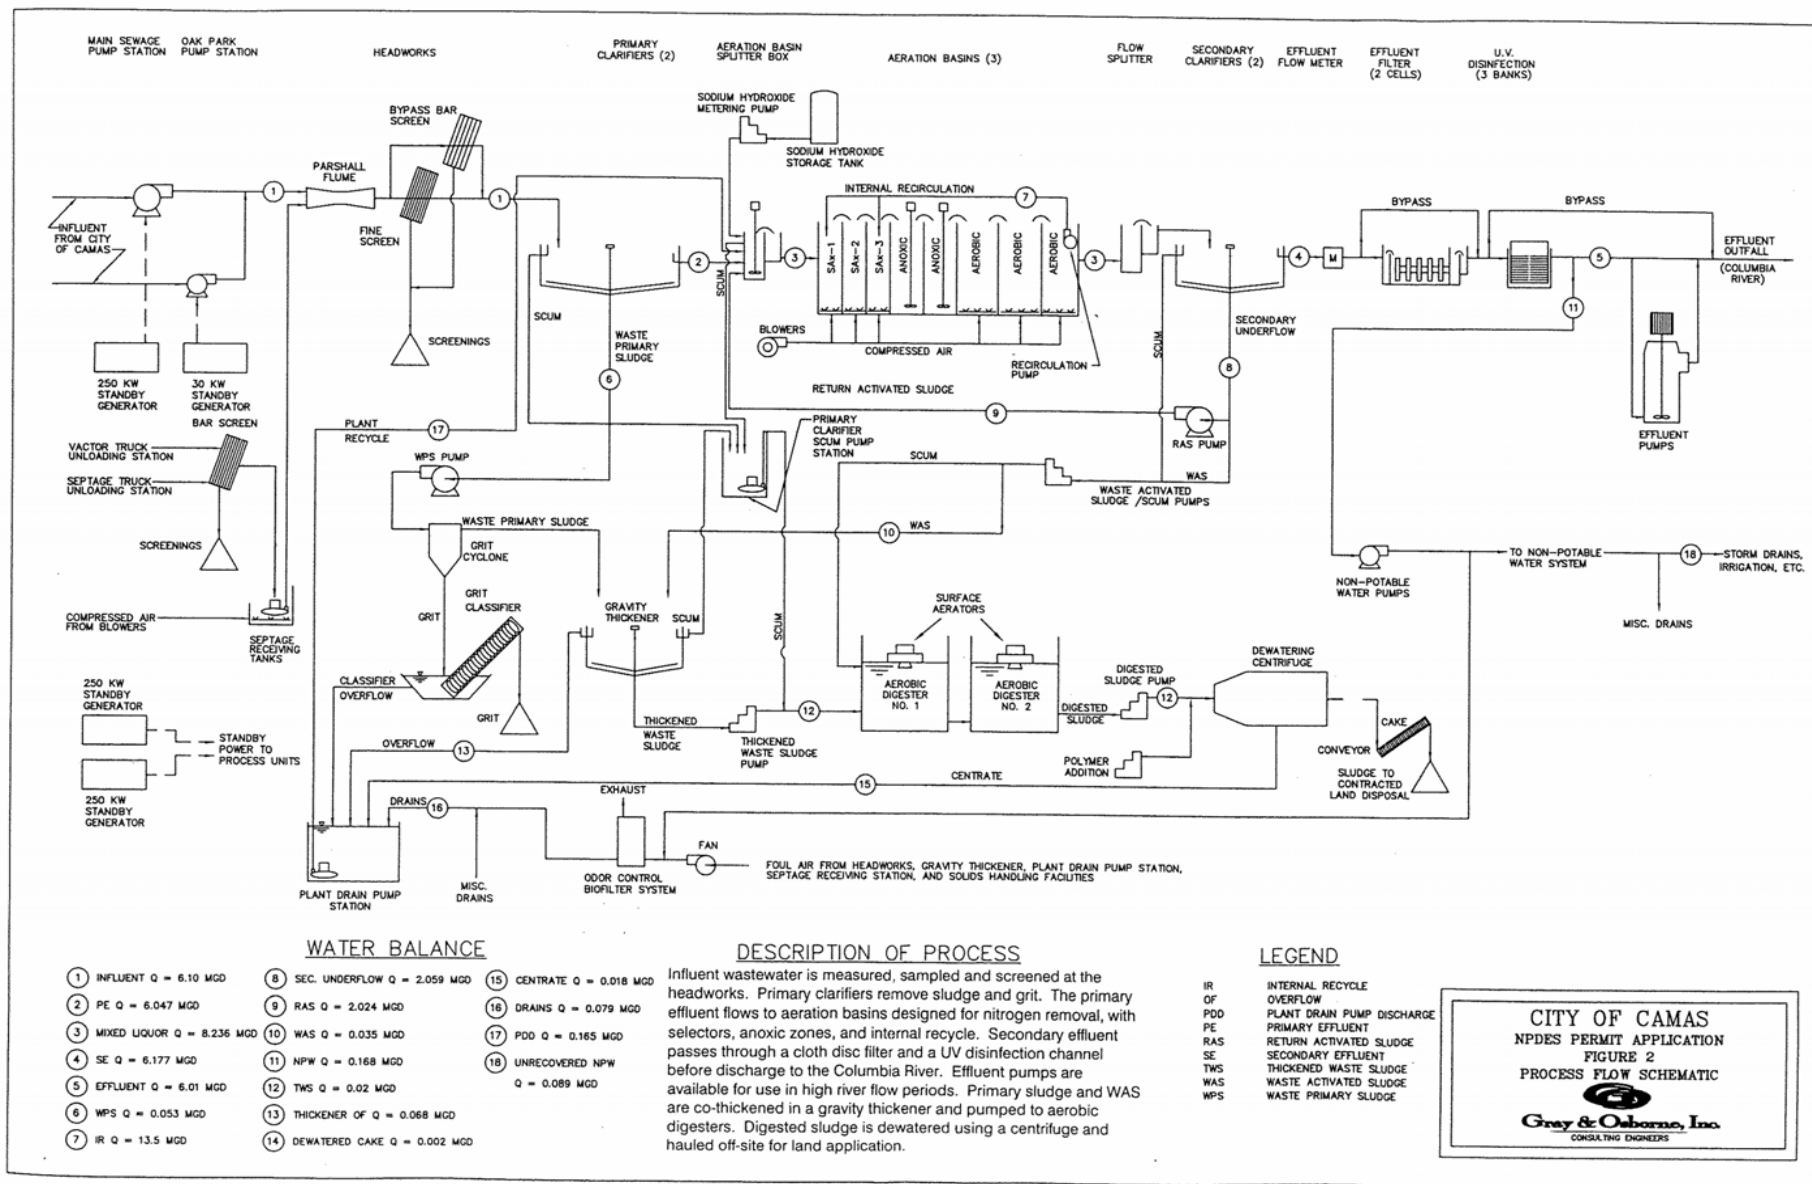 MAIN SEWAGE
PUMP STATION
OAK PARK
PUMP STATION
HEADWORKS
PRIMARY
CLARIFIERS (2)
AERATION BASIN
SPLITTER BOX
AERATION BASINS (3)
FLOW
SPLITTER
SECONDARY
CLARIFIERS (2)
EFFLUENT
FLOW METER
EFFLUENT
FILTER
(2 CELLS)
U.V.
DISINFECTION
(3 BANKS)
BYPASS BAR
SCREEN
SODIUM HYDROXIDE
METERING PUMP
SODIUM HYDROXIDE
STORAGE TANK
PARSHALL
FLUME
1
FINE
SCREEN
1
INFLUENT
FROM CITY
OF CAMAS
INTERNAL RECIRCULATION
7
SAx-1
SAx-2
SAx-3
ANOXIC
ANOXIC
AEROBIC
AEROBIC
AEROBIC
2
3
3
4
M
BYPASS
BYPASS
5
EFFLUENT
OUTFALL
(COLUMBIA
RIVER)
11
SCUM
SCUM
SCUM
WASTE
PRIMARY
SLUDGE
6
SCREENINGS
BLOWERS
COMPRESSED AIR
RECIRCULATION
PUMP
SECONDARY
UNDERFLOW
8
250 KW
STANDBY
GENERATOR
30 KW
STANDBY
GENERATOR
RETURN ACTIVATED SLUDGE
9
RAS PUMP
EFFLUENT
PUMPS
BAR SCREEN
PLANT
RECYCLE
17
PRIMARY
CLARIFIER
SCUM PUMP
STATION
VACTOR TRUCK
UNLOADING STATION
SEPTAGE TRUCK
UNLOADING STATION
WPS PUMP
SCUM
WAS
WASTE ACTIVATED
SLUDGE /SCUM PUMPS
SCREENINGS
WASTE PRIMARY SLUDGE
GRIT
CYCLONE
10
WAS
NON-POTABLE
WATER PUMPS
TO NON-POTABLE
WATER SYSTEM
18
STORM DRAINS,
IRRIGATION, ETC.
MISC. DRAINS
COMPRESSED AIR
FROM BLOWERS
SEPTAGE
RECEIVING
TANKS
GRIT
GRIT
CLASSIFIER
GRAVITY
THICKENER
SCUM
SCUM
SURFACE
AERATORS
AEROBIC
DIGESTER
NO. 1
AEROBIC
DIGESTER
NO. 2
DIGESTED
SLUDGE PUMP
12
DIGESTED
SLUDGE
DEWATERING
CENTRIFUGE
CLASSIFIER
OVERFLOW
GRIT
THICKENED
WASTE
SLUDGE
THICKENED
WASTE SLUDGE
PUMP
12
POLYMER
ADDITION
CAKE
CONVEYOR
SLUDGE TO
CONTRACTED
LAND DISPOSAL
250 KW
STANDBY
GENERATOR
STANDBY
POWER TO
PROCESS UNITS
250 KW
STANDBY
GENERATOR
OVERFLOW
13
15
CENTRATE
DRAINS
16
EXHAUST
FAN
FOUL AIR FROM HEADWORKS, GRAVITY THICKENER, PLANT DRAIN PUMP STATION,
SEPTAGE RECEIVING STATION, AND SOLIDS HANDLING FACILITIES
PLANT DRAIN PUMP
STATION
MISC.
DRAINS
ODOR CONTROL
BIOFILTER SYSTEM
WATER BALANCE
1 INFLUENT Q = 6.10 MGD
2 PE Q = 6.047 MGD
3 MIXED LIQUOR Q = 8.236 MGD
4 SE Q = 6.177 MGD
5 EFFLUENT Q = 6.01 MGD
6 WPS Q = 0.053 MGD
7 IR Q = 13.5 MGD
8 SEC. UNDERFLOW Q = 2.059 MGD
9 RAS Q = 2.024 MGD
10 WAS Q = 0.035 MGD
11 NPW Q = 0.168 MGD
12 TWS Q = 0.02 MGD
13 THICKENER OF Q = 0.068 MGD
14 DEWATERED CAKE Q = 0.002 MGD
15 CENTRATE Q = 0.018 MGD
16 DRAINS Q = 0.079 MGD
17 PDD Q = 0.165 MGD
18 UNRECOVERED NPW
Q = 0.089 MGD
DESCRIPTION OF PROCESS
Influent wastewater is measured, sampled and screened at the
headworks. Primary clarifiers remove sludge and grit. The primary
effluent flows to aeration basins designed for nitrogen removal, with
selectors, anoxic zones, and internal recycle. Secondary effluent
passes through a cloth disc filter and a UV disinfection channel
before discharge to the Columbia River. Effluent pumps are
available for use in high river flow periods. Primary sludge and WAS
are co-thickened in a gravity thickener and pumped to aerobic
digesters. Digested sludge is dewatered using a centrifuge and
hauled off-site for land application.
LEGEND
IR INTERNAL RECYCLE
OF OVERFLOW
PDD PLANT DRAIN PUMP DISCHARGE
PE PRIMARY EFFLUENT
RAS RETURN ACTIVATED SLUDGE
SE SECONDARY EFFLUENT
TWS THICKENED WASTE SLUDGE
WAS WASTE ACTIVATED SLUDGE
WPS WASTE PRIMARY SLUDGE
CITY OF CAMAS
NPDES PERMIT APPLICATION
FIGURE 2
PROCESS FLOW SCHEMATIC
Gray & Osborne, Inc.
CONSULTING ENGINEERS